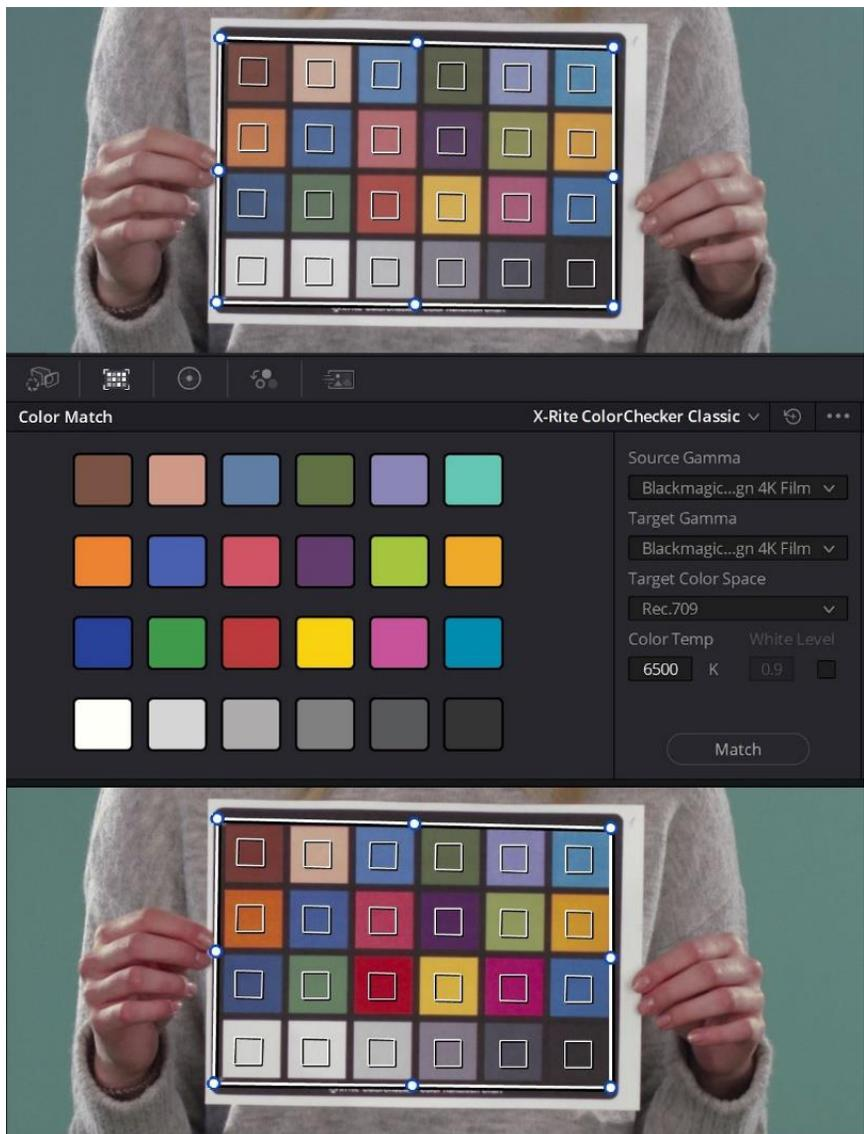 Color Match
X-Rite ColorChecker Classic
Source Gamma
Blackmagic...gn 4K Film
Target Gamma
Blackmagic...gn 4K Film
Target Color Space
Rec.709
Color Temp White Level
6500 K 0.9
Match